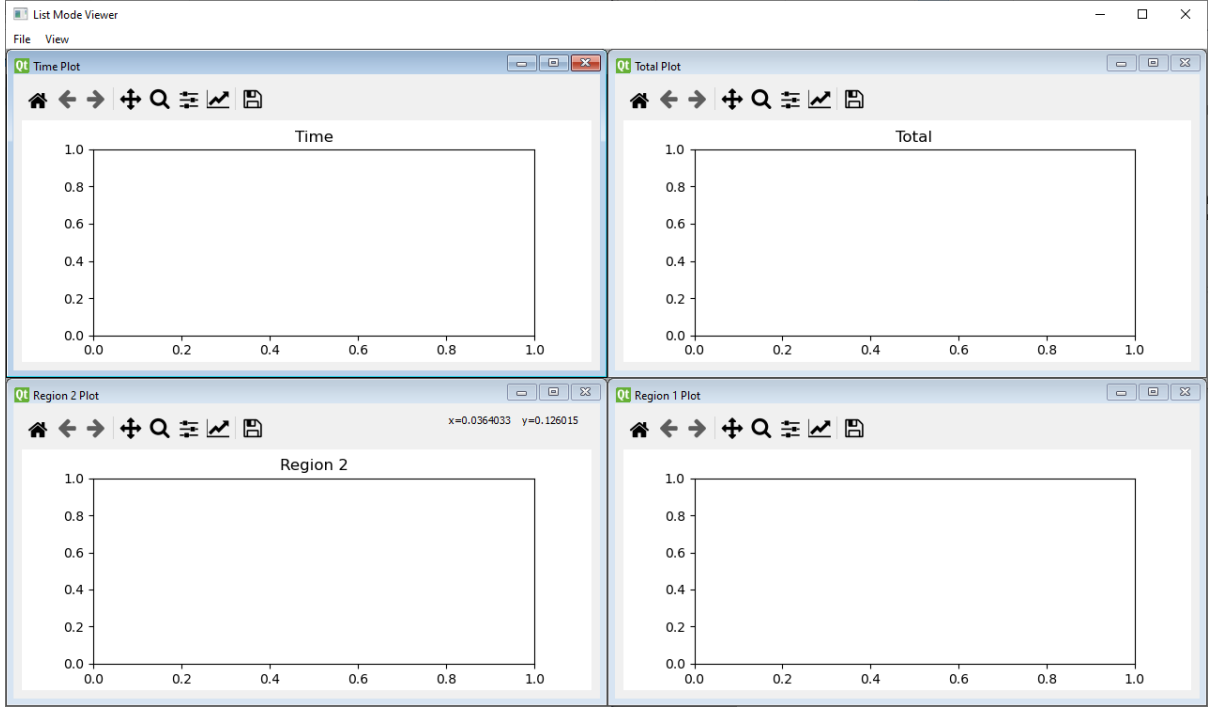 List Mode Viewer
File View
Qt Time Plot
Time
1.0
0.8
0.6
0.4
0.2
0.0
0.0 0.2 0.4 0.6 0.8 1.0
Qt Total Plot
Total
1.0
0.8
0.6
0.4
0.2
0.0
0.0 0.2 0.4 0.6 0.8 1.0
Qt Region 2 Plot
x=0.0364033 y=0.126015
Region 2
1.0
0.8
0.6
0.4
0.2
0.0
0.0 0.2 0.4 0.6 0.8 1.0
Qt Region 1 Plot
1.0
0.8
0.6
0.4
0.2
0.0
0.0 0.2 0.4 0.6 0.8 1.0